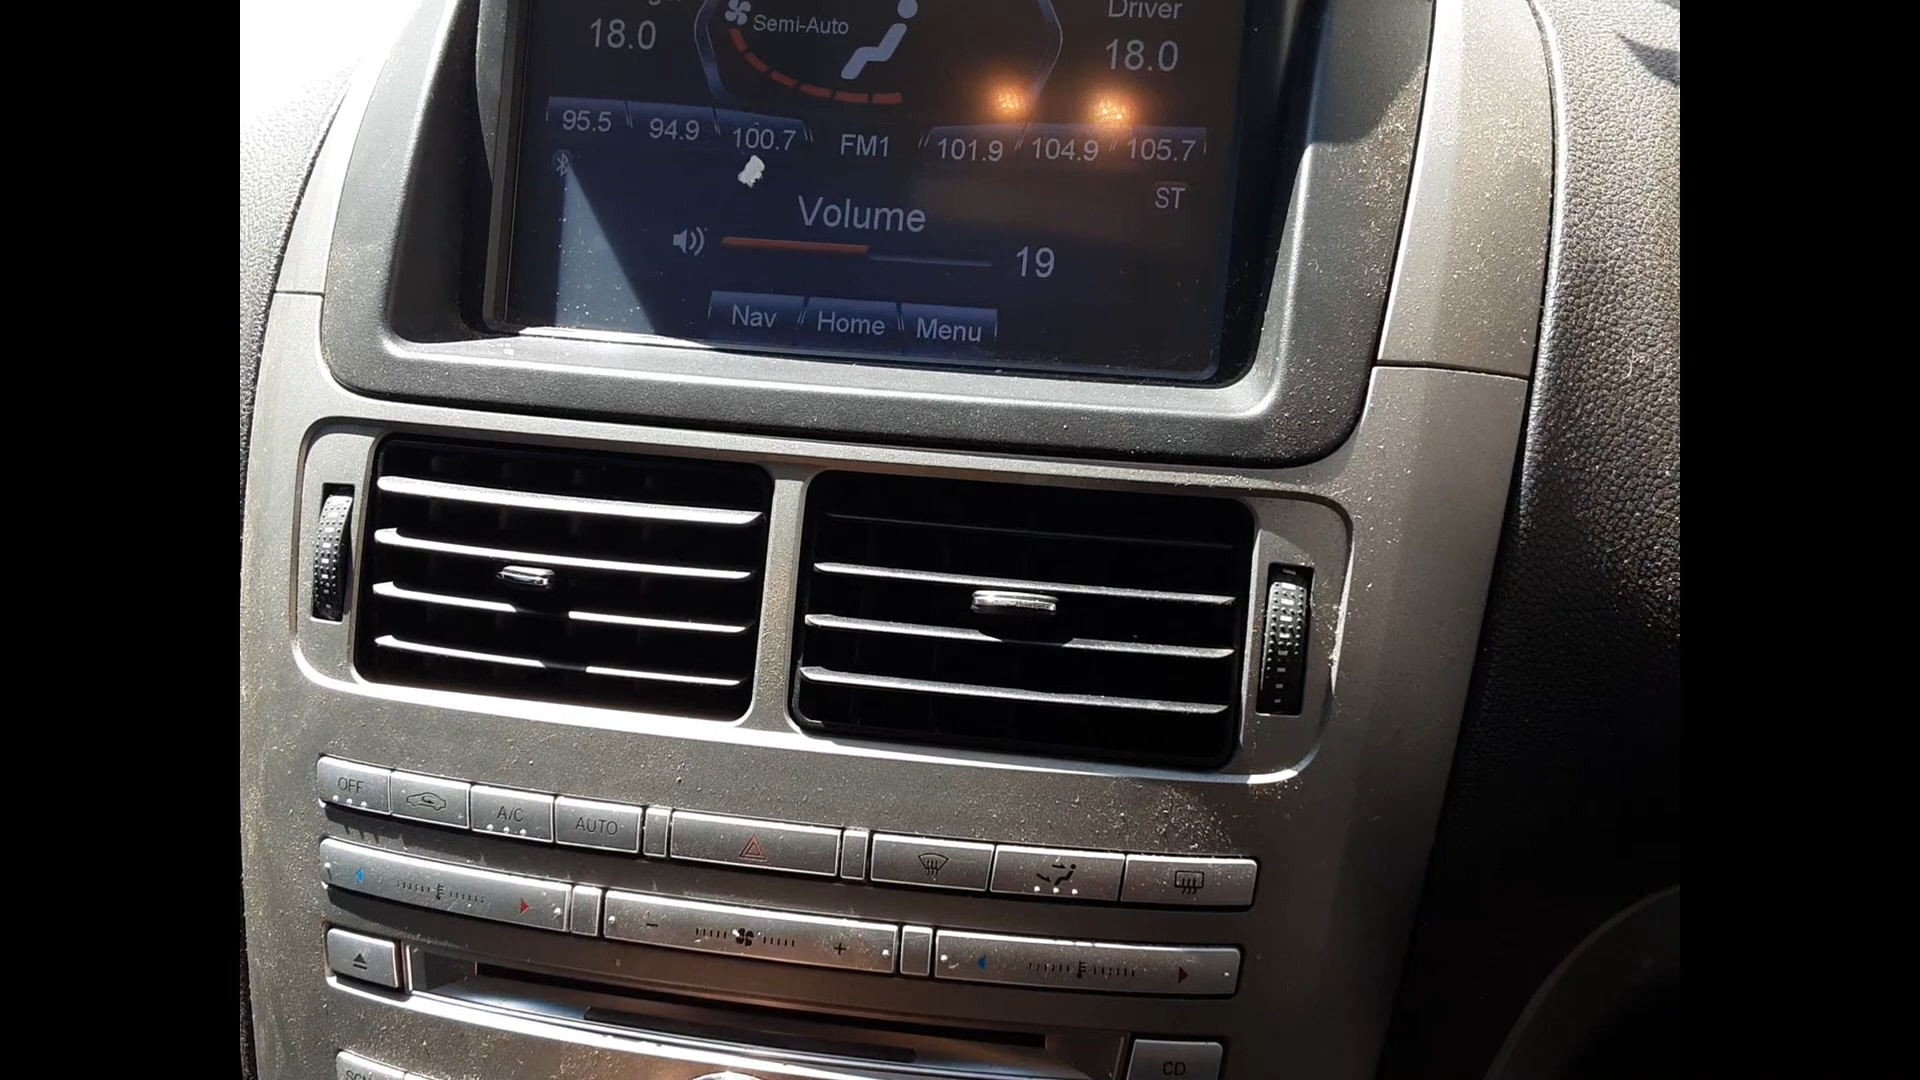 Driver
Semi-Auto
18.0
18.0
95.5 94.9 100.7 FM1 101.9 104.9 105.7
ST
Volume
19
Nav Home Menu
OFF A/C AUTO
- +
CD